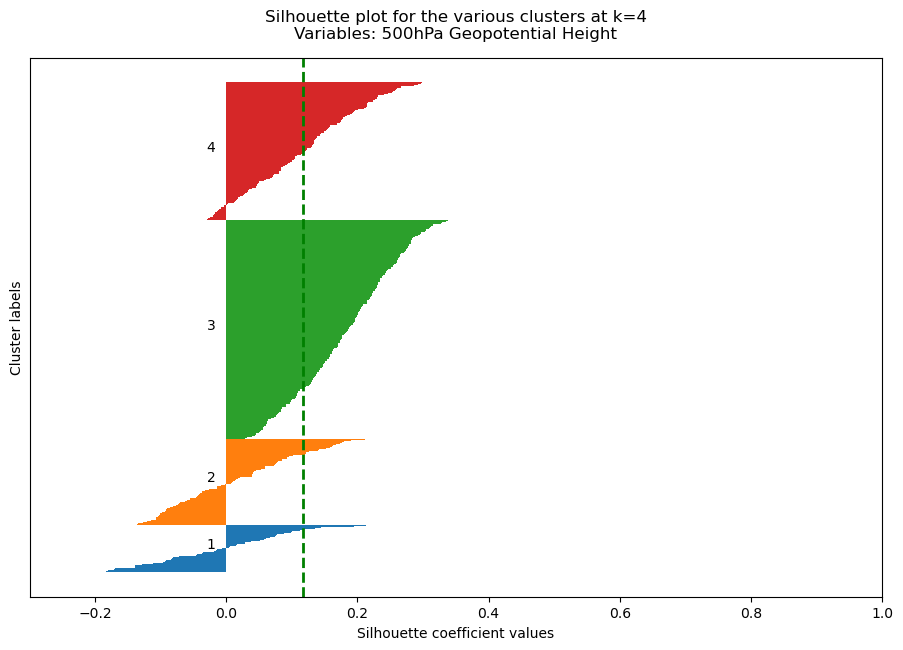 Silhouette plot for the various clusters at k=4
Variables: 500hPa Geopotential Height
4
3
2
1
Cluster labels
−0.2 0.0 0.2 0.4 0.6 0.8 1.0
Silhouette coefficient values